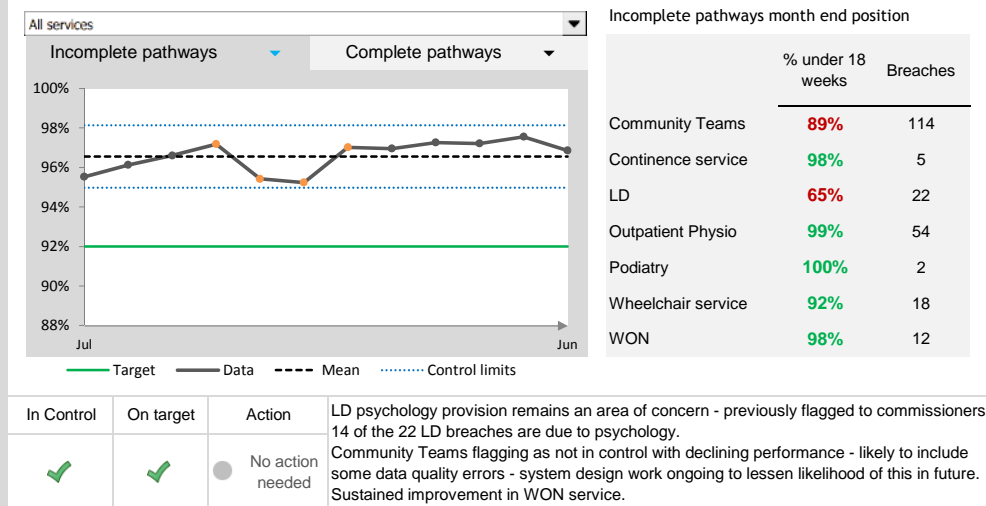 All services
Incomplete pathways
Complete pathways
100%
98%
96%
94%
92%
90%
88%
Jul
Jun
Target
Data
Mean
Control limits
Incomplete pathways month end position
% under 18
weeks
Breaches
Community Teams 89% 114
Continence service 98% 5
LD 65% 22
Outpatient Physio 99% 54
Podiatry 100% 2
Wheelchair service 92% 18
WON 98% 12
In Control
On target
Action
No action
needed
LD psychology provision remains an area of concern - previously flagged to commissioners
14 of the 22 LD breaches are due to psychology.
Community Teams flagging as not in control with declining performance - likely to include
some data quality errors - system design work ongoing to lessen likelihood of this in future.
Sustained improvement in WON service.